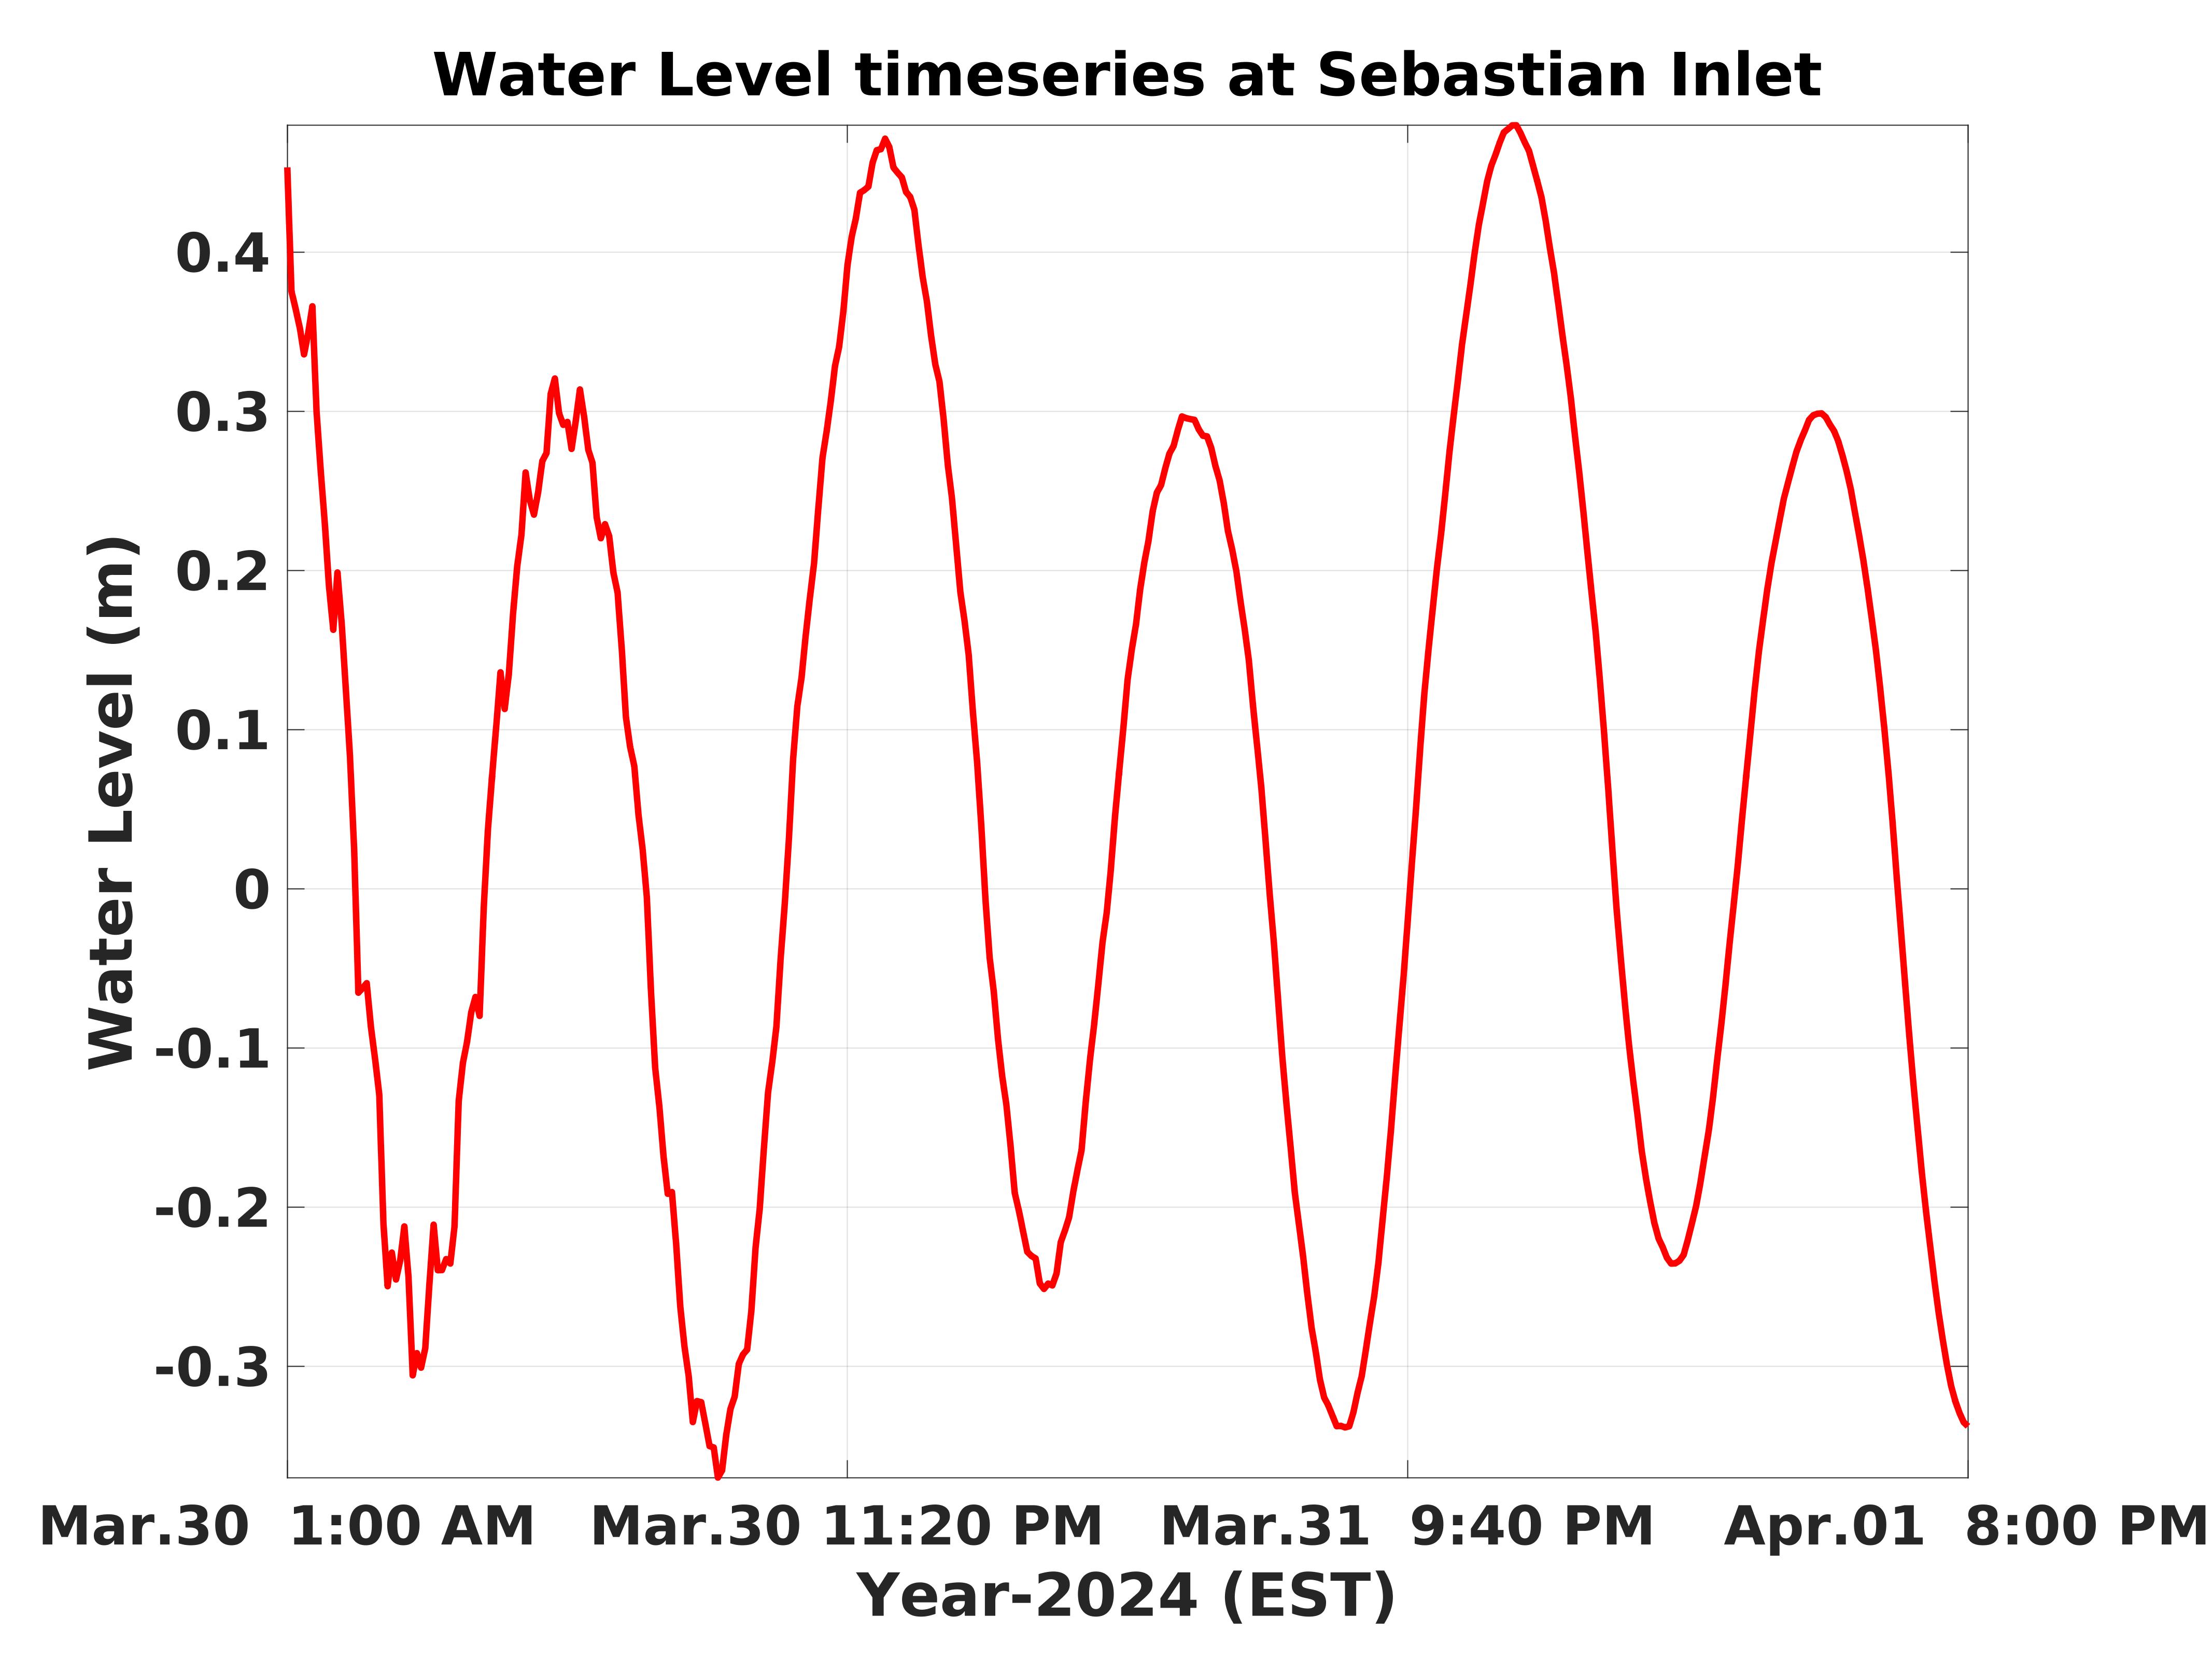 Water Level timeseries at Sebastian Inlet
Water Level (m)
0.4
0.3
0.2
0.1
0
-0.1
-0.2
-0.3
Mar.30  1:00 AM
Mar.30 11:20 PM
Mar.31  9:40 PM
Apr.01  8:00 PM
Year-2024 (EST)